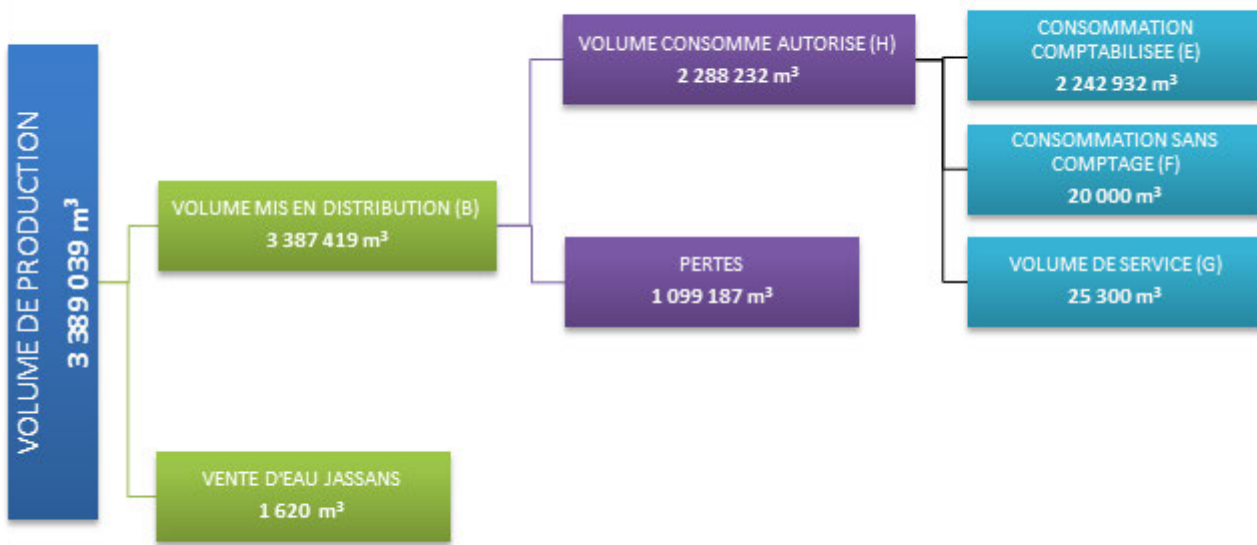 VOLUME DE PRODUCTION
3 389 039 m³
VOLUME MIS EN DISTRIBUTION (B)
3 387 419 m³
VENTE D'EAU JASSANS
1 620 m³
VOLUME CONSOMME AUTORISE (H)
2 288 232 m³
PERTES
1 099 187 m³
CONSOMMATION
COMPTABILISEE (E)
2 242 932 m³
CONSOMMATION SANS
COMPTAGE (F)
20 000 m³
VOLUME DE SERVICE (G)
25 300 m³